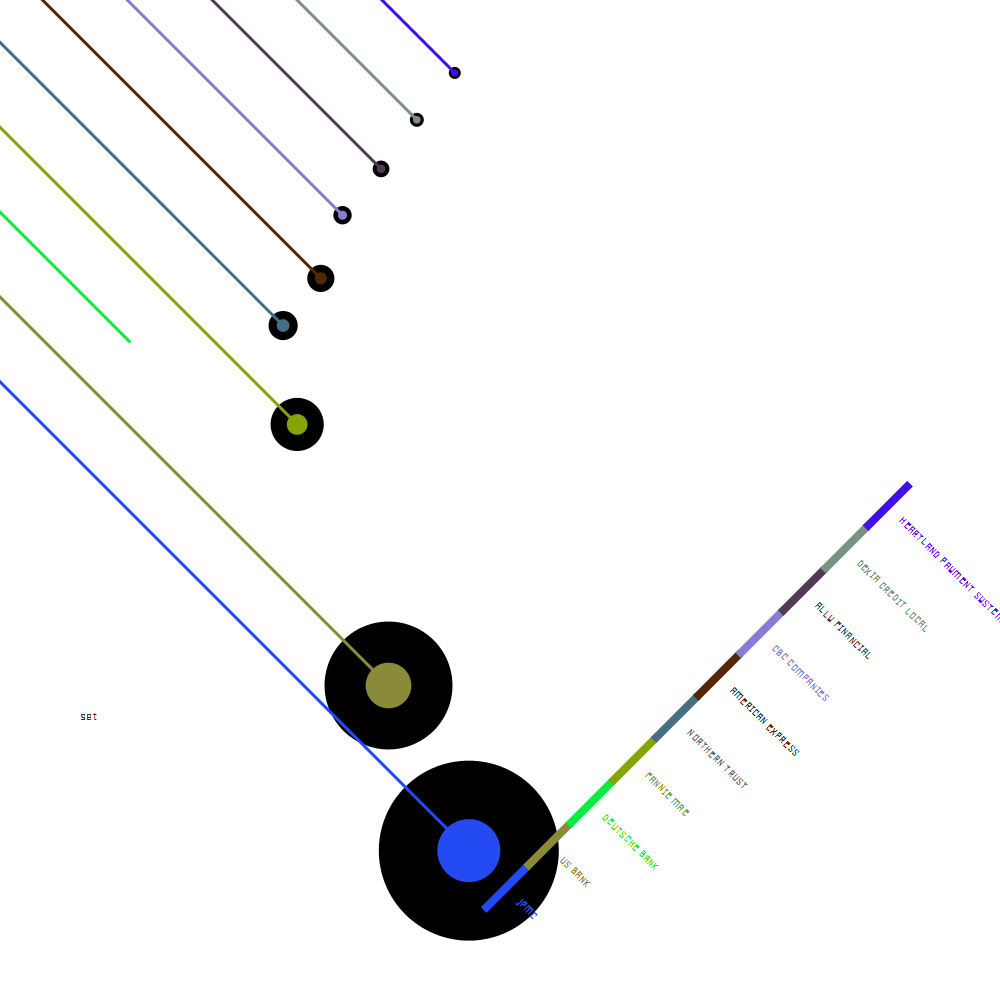 HEARTLAND PAYMENT SYSTEM
DEXIA CREDIT LOCAL
ALLY FINANCIAL
CBC COMPANIES
AMERICAN EXPRESS
NORTHERN TRUST
FANNIE MAE
DEUTSCHE BANK
US BANK
JPMC